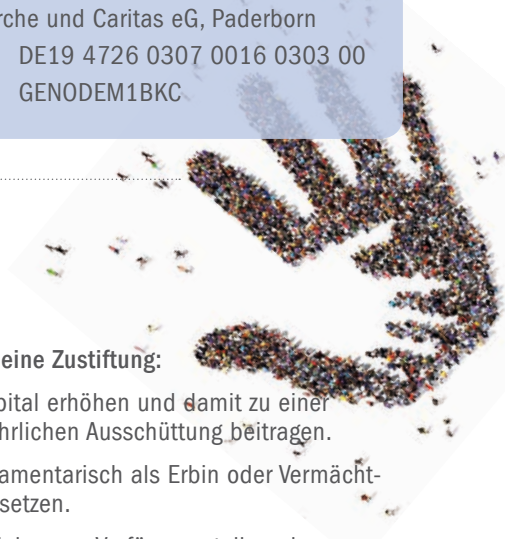 rche und Caritas eG, Paderborn
DE19 4726 0307 0016 0303 00
GENODEM1BKC
eine Zustiftung:
pital erhöhen und damit zu einer
hrlichen Ausschüttung beitragen.
amentarisch als Erbin oder Vermächt-
setzen.